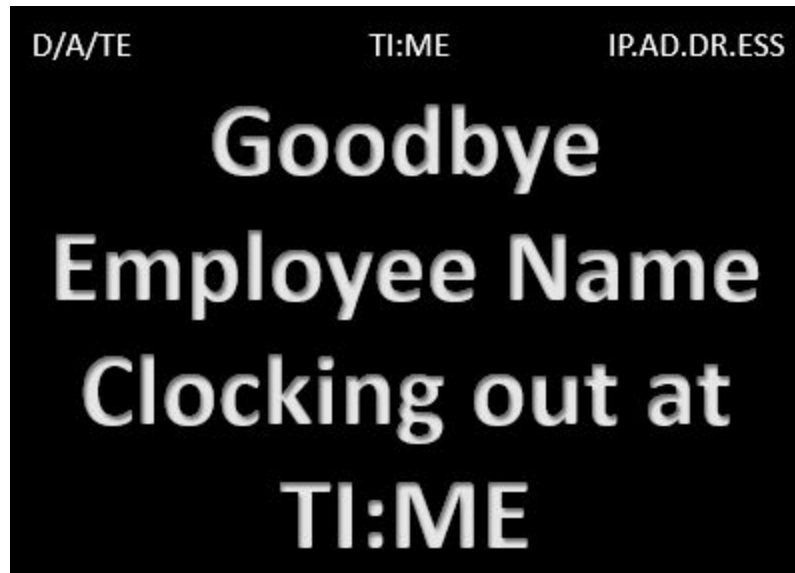 D/A/TE TI:ME IP.AD.DR.ESS
Goodbye
Employee Name
Clocking out at
TI:ME